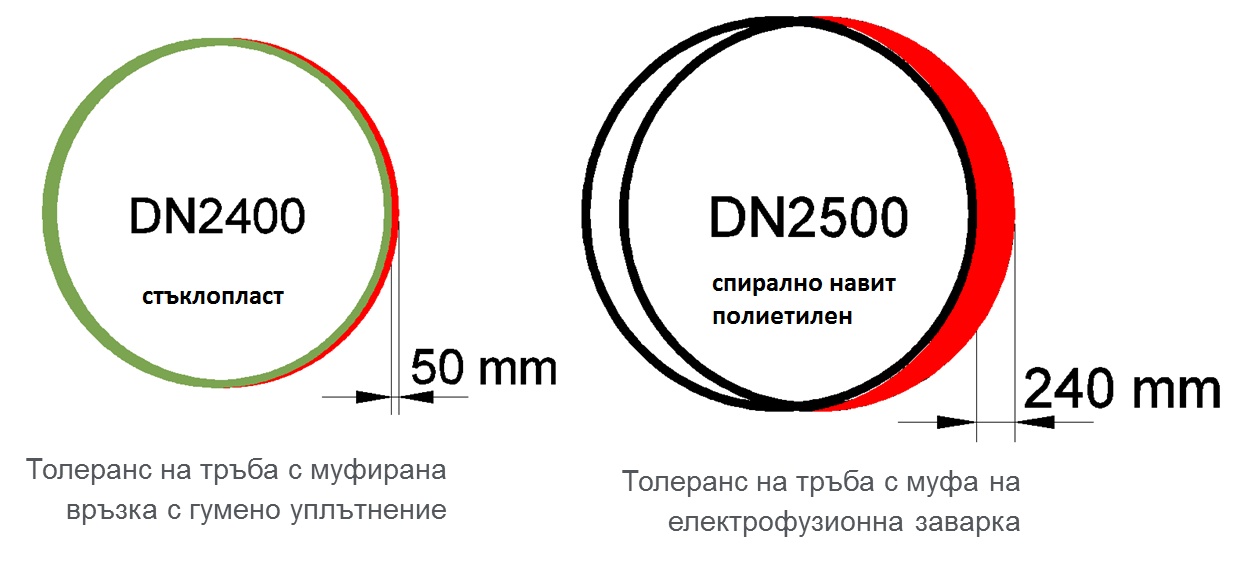 DN2400
стъклопласт
50 mm
Толеранс на тръба с муфирана
връзка с гумено уплътнение
DN2500
спирално навит
полиетилен
240 mm
Толеранс на тръба с муфа на
електрофузионна заварка